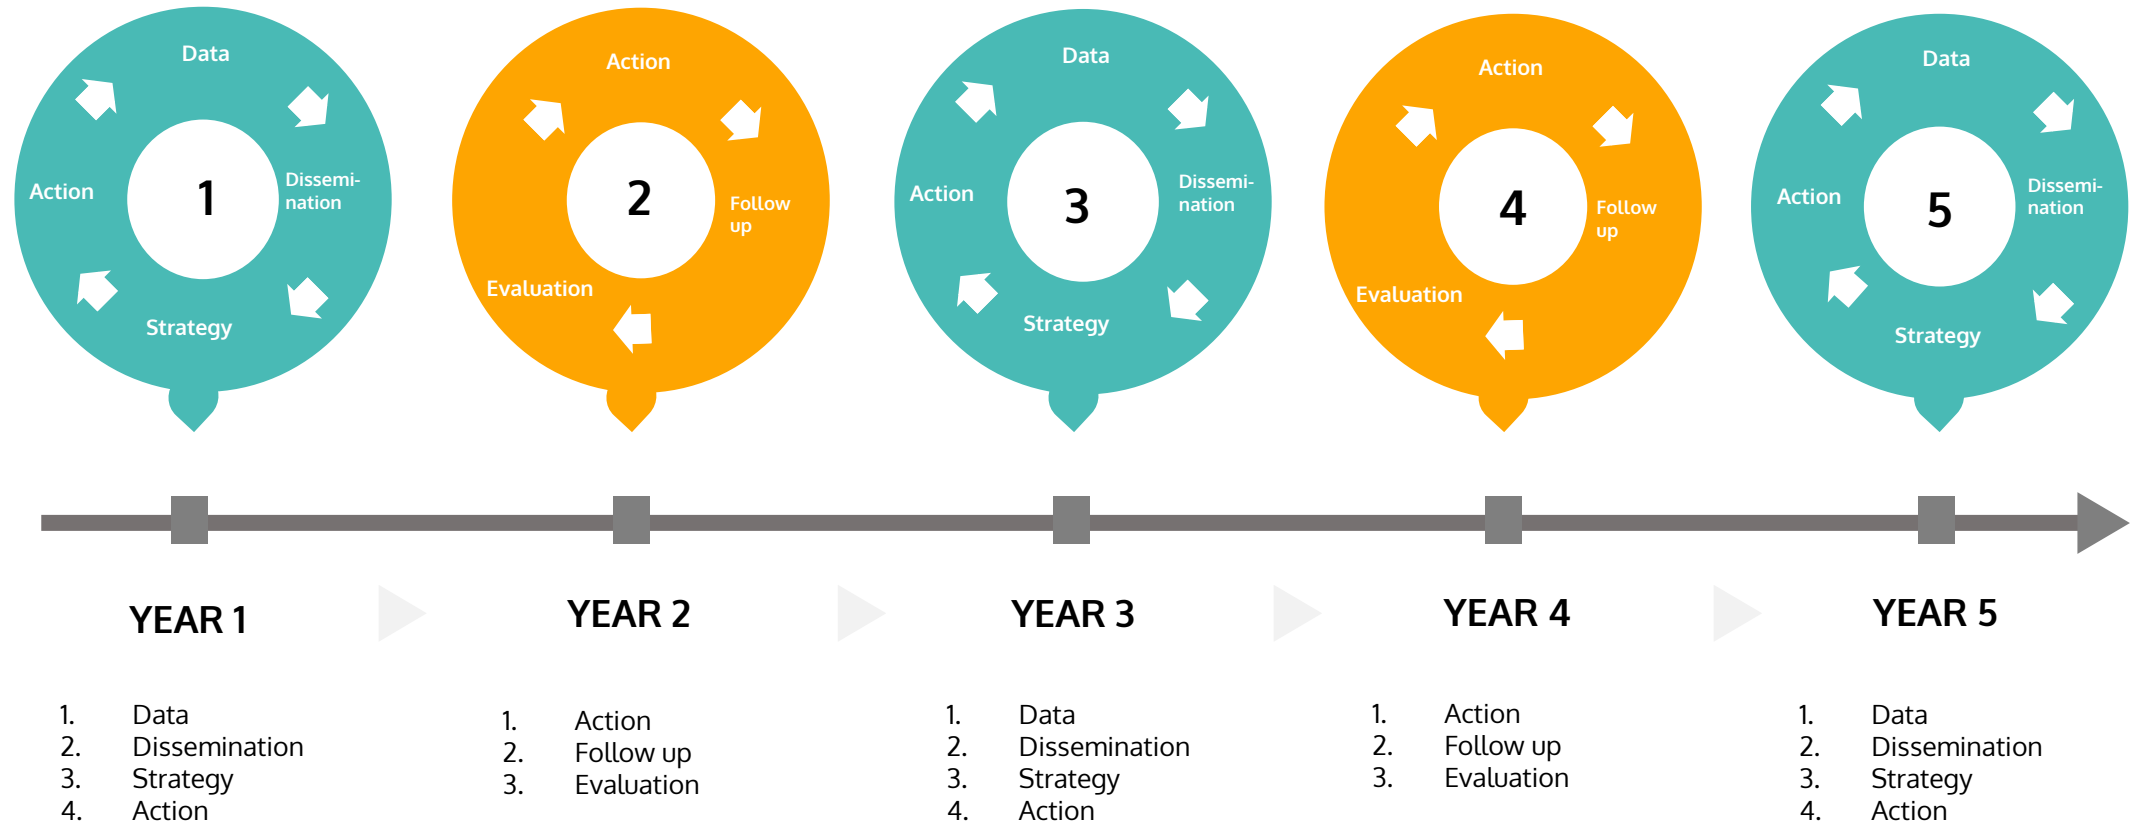 Data
Dissemi-
nation
Strategy
Action
1
Action
Follow
up
Evaluation
2
Data
Dissemi-
nation
Strategy
Action
3
Action
Follow
up
Evaluation
4
Data
Dissemi-
nation
Strategy
Action
5
YEAR 1
YEAR 2
YEAR 3
YEAR 4
YEAR 5
1. Data
2. Dissemination
3. Strategy
4. Action
1. Action
2. Follow up
3. Evaluation
1. Data
2. Dissemination
3. Strategy
4. Action
1. Action
2. Follow up
3. Evaluation
1. Data
2. Dissemination
3. Strategy
4. Action